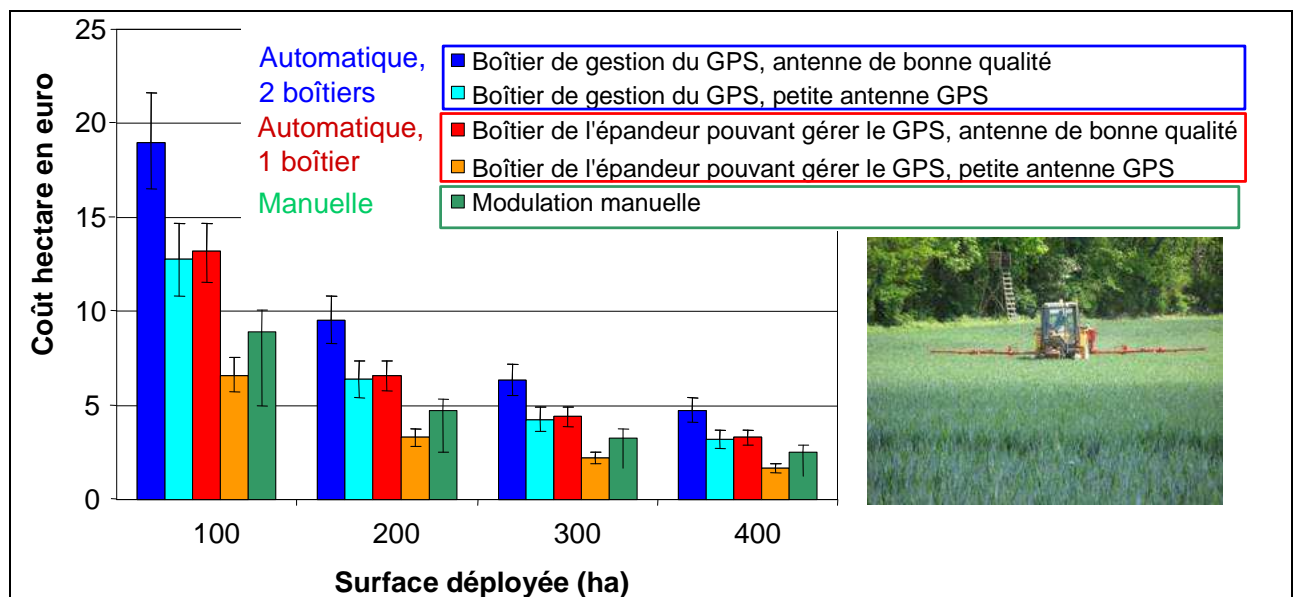 25
20
15
10
5
0
Coût hectare en euro
Automatique,
2 boîtiers
Boîtier de gestion du GPS, antenne de bonne qualité
Boîtier de gestion du GPS, petite antenne GPS
Automatique,
1 boîtier
Boîtier de l'épandeur pouvant gérer le GPS, antenne de bonne qualité
Boîtier de l'épandeur pouvant gérer le GPS, petite antenne GPS
Manuelle
Modulation manuelle
100 200 300 400
Surface déployée (ha)